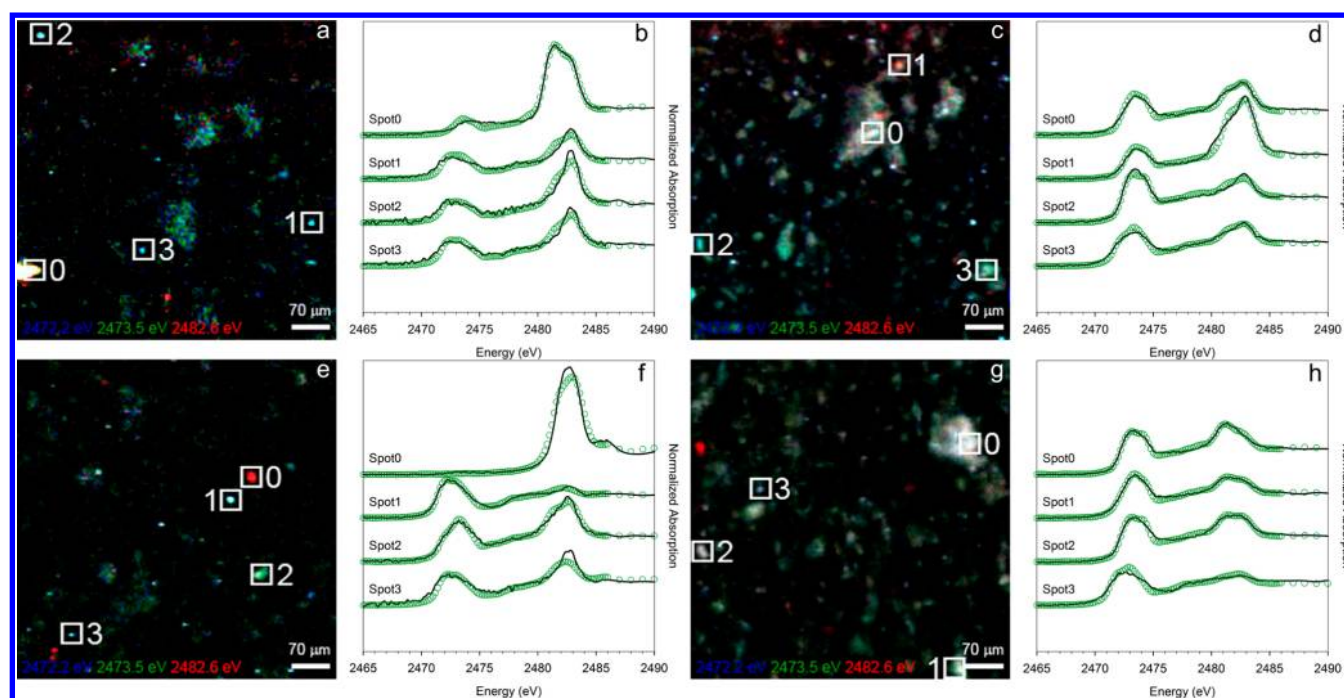 a
2
1
3
0
2472.2 eV 2473.5 eV 2482.6 eV
70 µm
b
Spot0
Spot1
Spot2
Spot3
Normalized Absorption
2465 2470 2475 2480 2485 2490
Energy (eV)
c
1
0
2
3
2473.5 eV 2482.6 eV
70 µm
d
Spot0
Spot1
Spot2
Spot3
2465 2470 2475 2480 2485 2490
Energy (eV)
e
0
1
2
3
2472.2 eV 2473.5 eV 2482.6 eV
70 µm
f
Spot0
Spot1
Spot2
Spot3
Normalized Absorption
2465 2470 2475 2480 2485 2490
Energy (eV)
g
0
3
2
1
2472.2 eV 2473.5 eV 2482.6 eV
70 µm
h
Spot0
Spot1
Spot2
Spot3
2465 2470 2475 2480 2485 2490
Energy (eV)